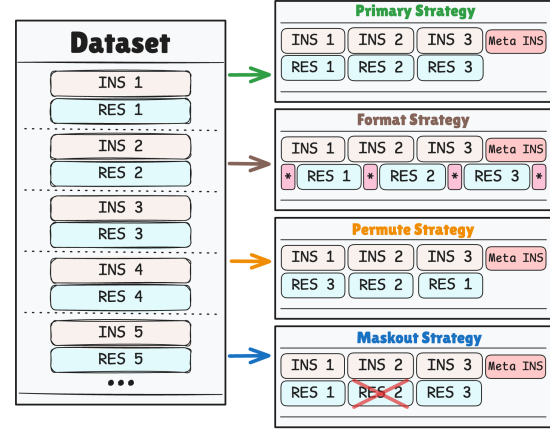 Dataset
INS 1
RES 1
INS 2
RES 2
INS 3
RES 3
INS 4
RES 4
INS 5
RES 5
•••
Primary Strategy
INS 1 INS 2 INS 3 Meta INS
RES 1 RES 2 RES 3
Format Strategy
INS 1 INS 2 INS 3 Meta INS
* RES 1 * RES 2 * RES 3 *
Permute Strategy
INS 1 INS 2 INS 3 Meta INS
RES 3 RES 2 RES 1
Maskout Strategy
INS 1 INS 2 INS 3 Meta INS
RES 1 RES 2 RES 3